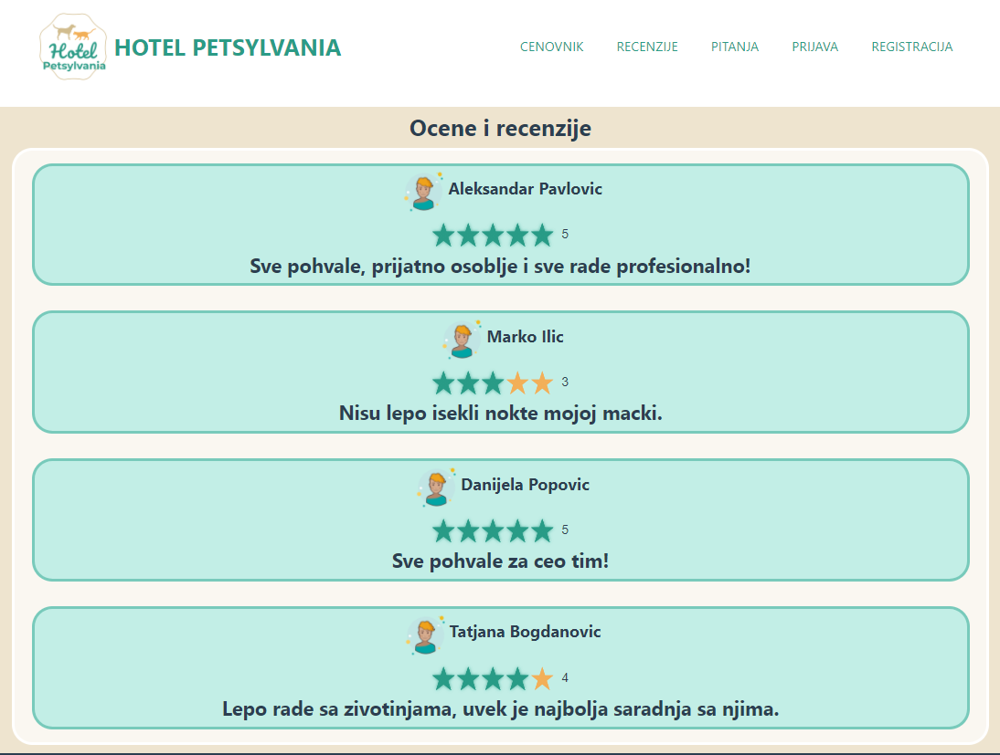 Hotel
Petsylvania
HOTEL PETSYLVANIA
CENOVNIK RECENZIJE PITANJA PRIJAVA REGISTRACIJA
Ocene i recenzije
Aleksandar Pavlovic
5
Sve pohvale, prijatno osoblje i sve rade profesionalno!
Marko Ilic
3
Nisu lepo isekli nokte mojoj macki.
Danijela Popovic
5
Sve pohvale za ceo tim!
Tatjana Bogdanovic
4
Lepo rade sa zivotinjama, uvek je najbolja saradnja sa njima.